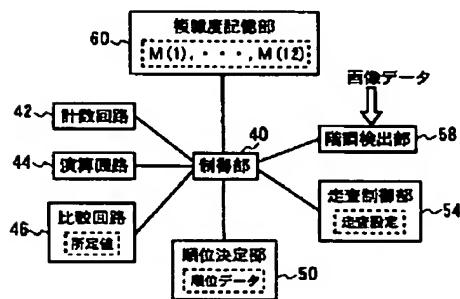 複雑度記憶部
60
M(1),・・・,M(12)
画像データ
42
計数回路
40
階調検出部
58
44
演算回路
制御部
比較回路
46
所定値
走査制御部
走査設定
54
順位決定部
順位データ
50